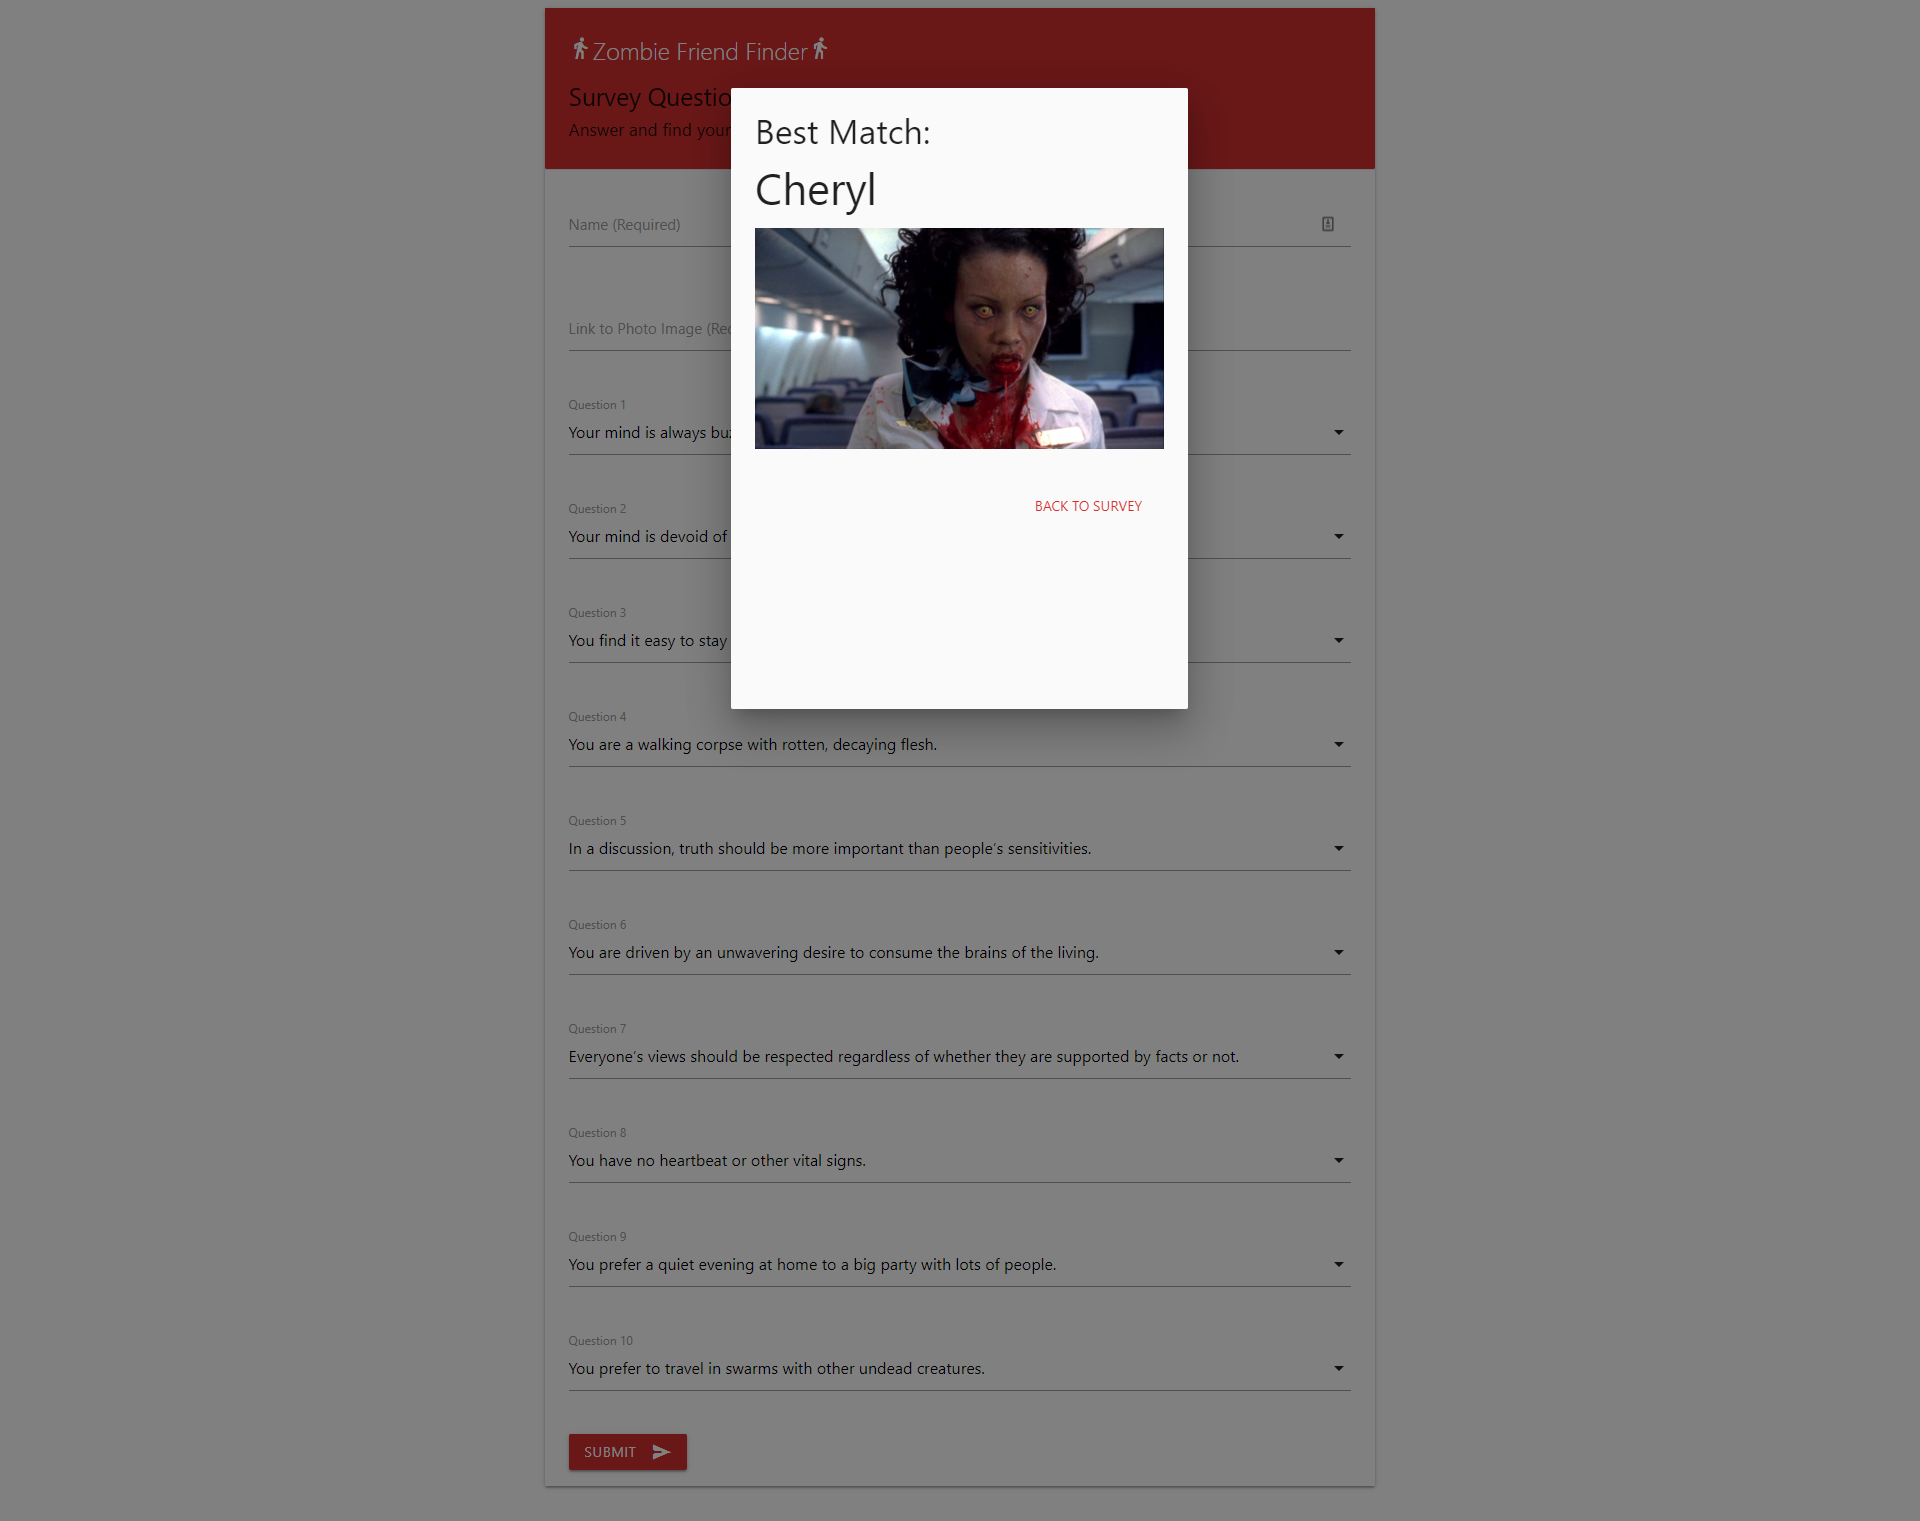 Zombie Friend Finder
Survey Questio
Answer and find your
Best Match:
Cheryl
BACK TO SURVEY
Name (Required)
Link to Photo Image (Req
Question 1
Your mind is always bu
Question 2
Your mind is devoid of
Question 3
You find it easy to stay
Question 4
You are a walking corpse with rotten, decaying flesh.
Question 5
In a discussion, truth should be more important than people's sensitivities.
Question 6
You are driven by an unwavering desire to consume the brains of the living.
Question 7
Everyone's views should be respected regardless of whether they are supported by facts or not.
Question 8
You have no heartbeat or other vital signs.
Question 9
You prefer a quiet evening at home to a big party with lots of people.
Question 10
You prefer to travel in swarms with other undead creatures.
SUBMIT